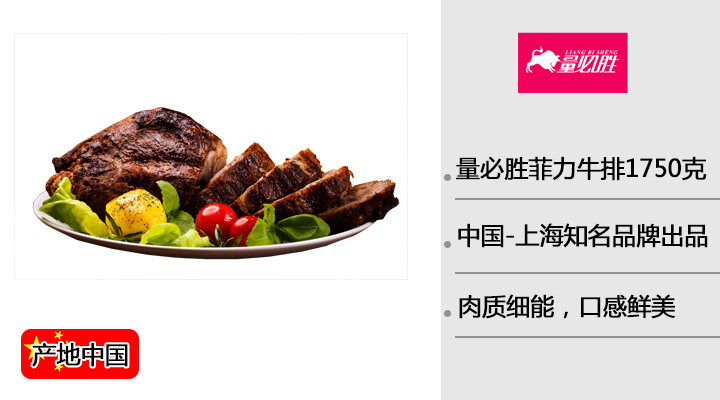 LIANG BI SHENG
量必胜
量必胜菲力牛排1750克
中国-上海知名品牌出品
肉质细能，口感鲜美
产地中国